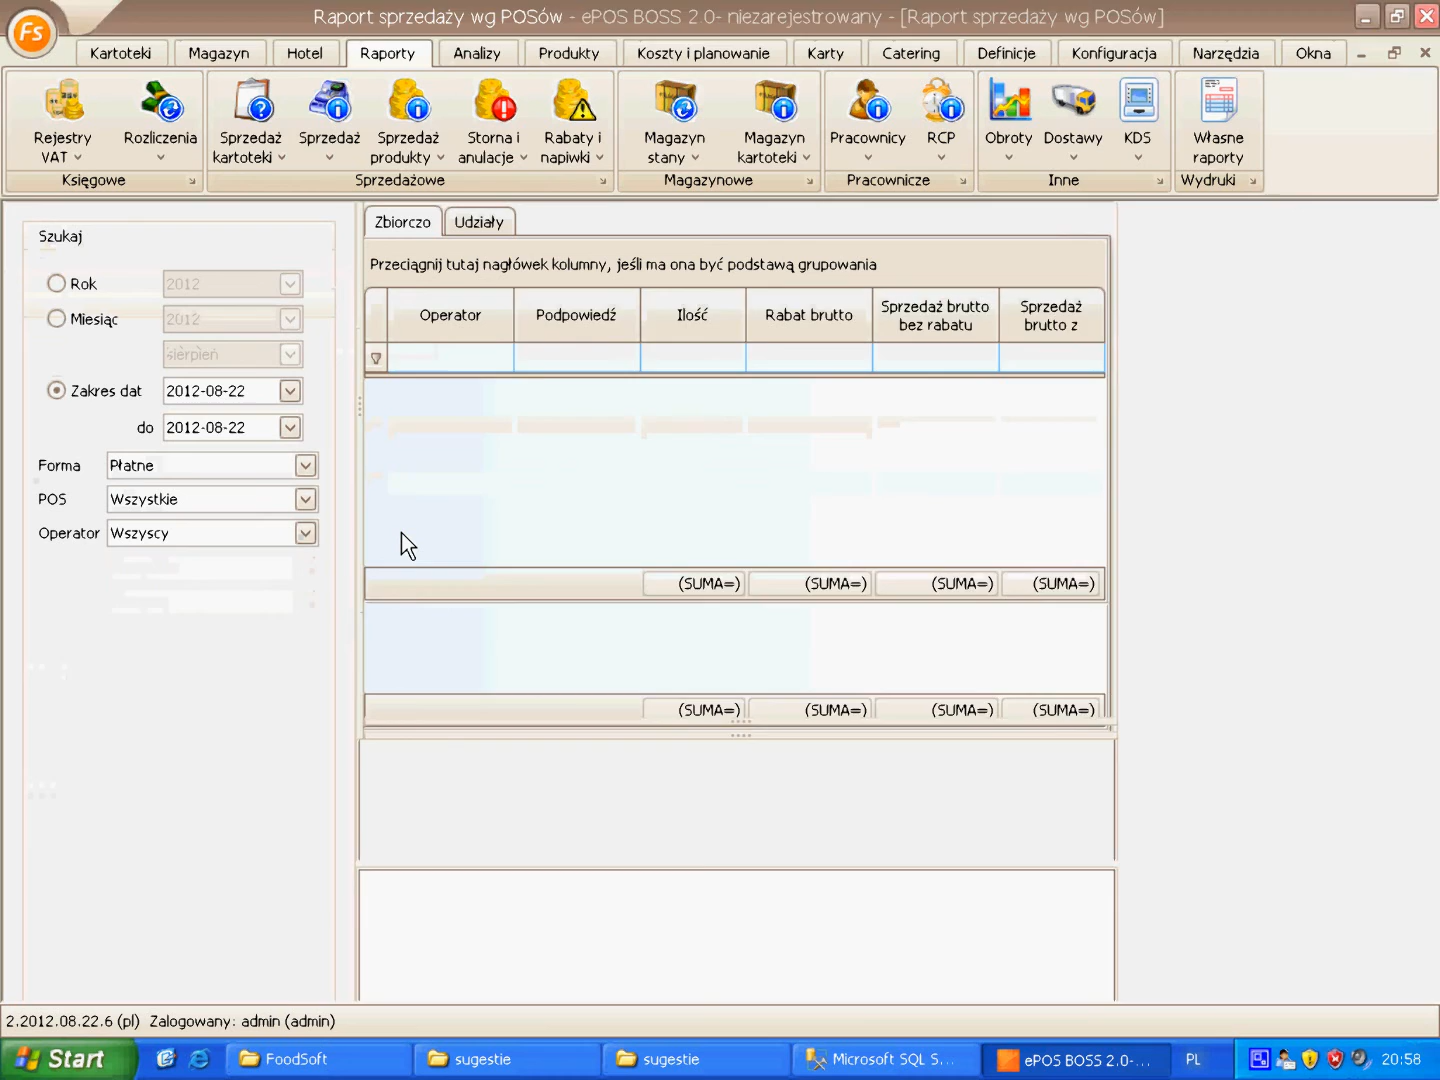 Raport sprzedaży wg POSów - ePOS BOSS 2.0- niezarejestrowany - [Raport sprzedaży wg POSów]
Fs
Kartoteki Magazyn Hotel Raporty Analizy Produkty Koszty i planowanie Karty Catering Definicje Konfiguracja Narzędzia Okna
Rejestry VAT
Rozliczenia
Sprzedaż kartoteki
Sprzedaż
Sprzedaż produkty
Storna i anulacje
Rabaty i napiwki
Magazyn stany
Magazyn kartoteki
Pracownicy
RCP
Obroty
Dostawy
KDS
Własne raporty
Księgowe Sprzedażowe Magazynowe Pracownicze Inne Wydruki
Szukaj
Rok 2012
Miesiąc 2012
sierpień
Zakres dat 2012-08-22
do 2012-08-22
Forma Płatne
POS Wszystkie
Operator Wszyscy
Zbiorczo Udziały
Przeciągnij tutaj nagłówek kolumny, jeśli ma ona być podstawą grupowania
Operator
Podpowiedź
Ilość
Rabat brutto
Sprzedaż brutto bez rabatu
Sprzedaż brutto z
(SUMA=) (SUMA=) (SUMA=) (SUMA=)
(SUMA=) (SUMA=) (SUMA=) (SUMA=)
2.2012.08.22.6 (pl) Zalogowany: admin (admin)
Start FoodSoft sugestie sugestie Microsoft SQL S... ePOS BOSS 2.0-... PL 20:58